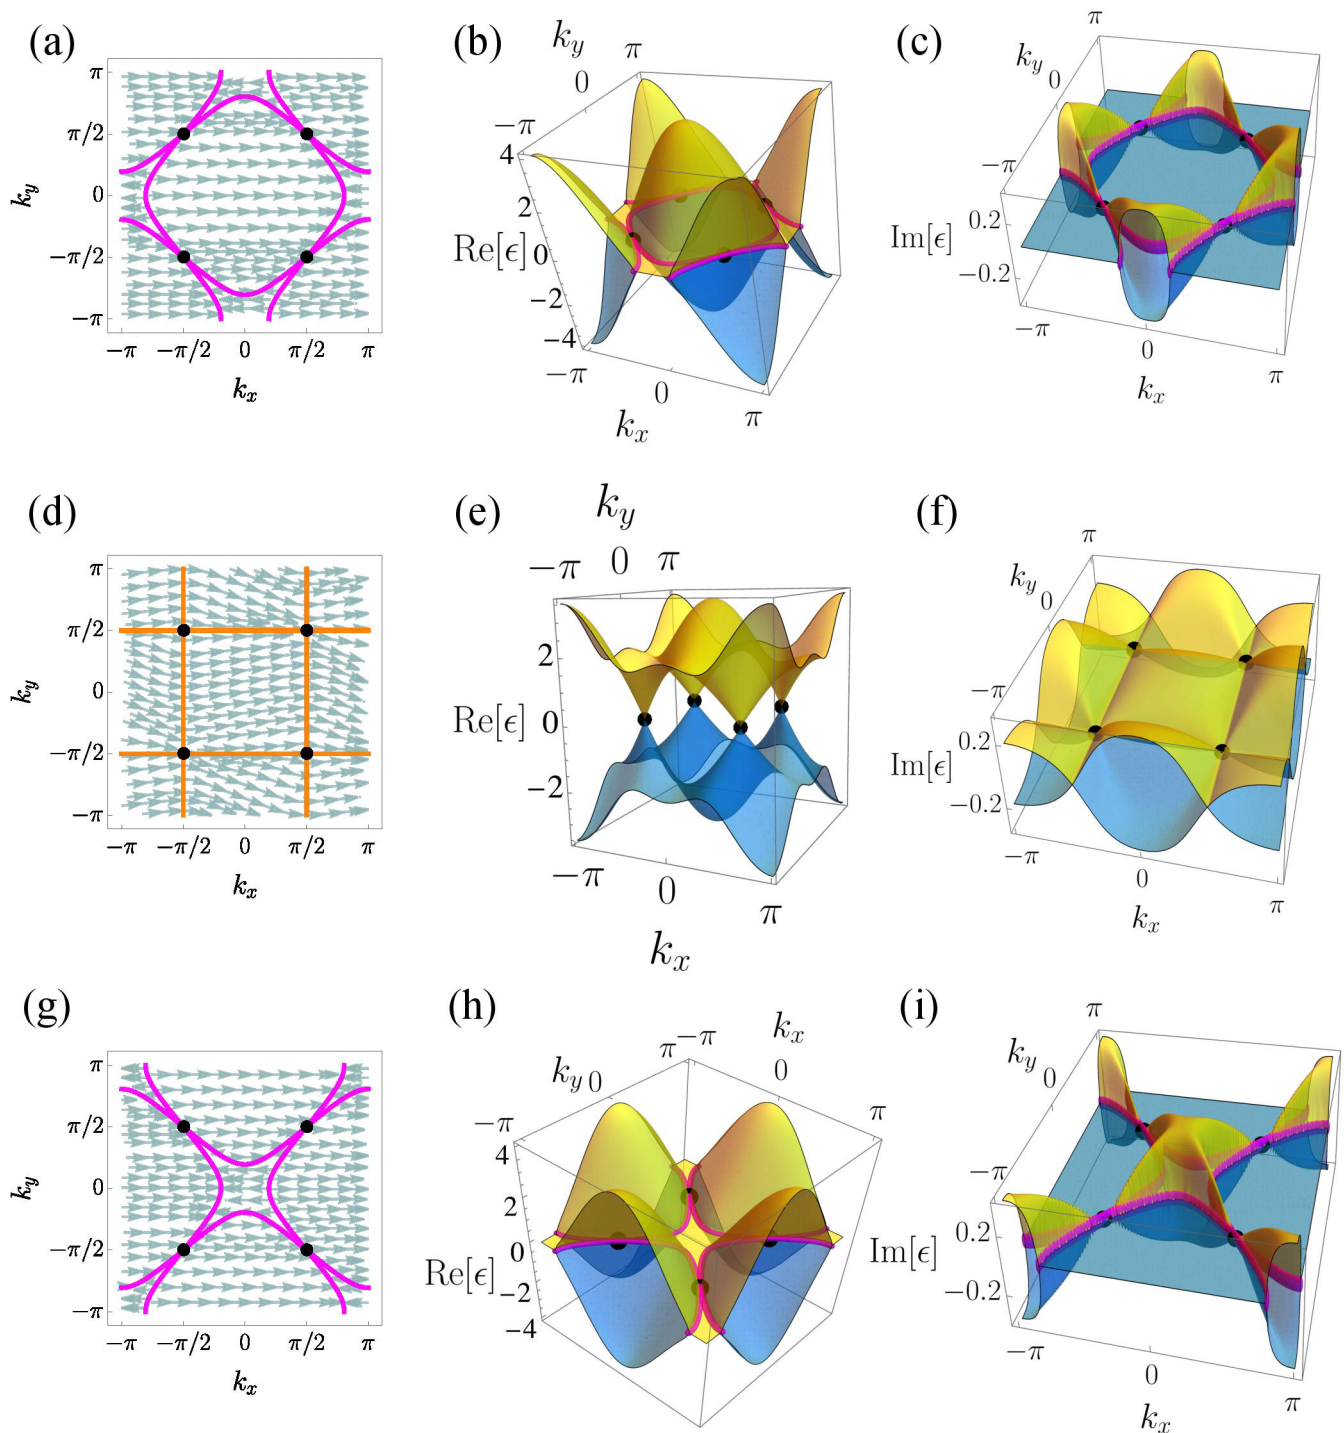 (a)
π
π/2
0
−π/2
−π
k_y
−π −π/2 0 π/2 π
k_x
(b)
k_y
π
0
−π
4
2
Re[ϵ] 0
−2
−4
−π
0
π
k_x
(c)
π
k_y 0
−π
0.2
Im[ϵ]
−0.2
−π
0
π
k_x
(d)
π
π/2
0
−π/2
−π
k_y
−π −π/2 0 π/2 π
k_x
(e)
k_y
−π 0 π
2
Re[ϵ] 0
−2
−π
0
π
k_x
(f)
π
k_y
0
−π
0.2
Im[ϵ]
−0.2
−π
0
π
k_x
(g)
π
π/2
0
−π/2
−π
k_y
−π −π/2 0 π/2 π
k_x
(h)
k_x
π −π
k_y 0
0
−π
π
4
2
0
Re[ϵ]
−2
−4
(i)
π
k_y
0
−π
0.2
Im[ϵ]
−0.2
−π
0
π
k_x